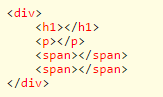 <div>
    <h1></h1>
    <p></p>
    <span></span>
    <span></span>
</div>